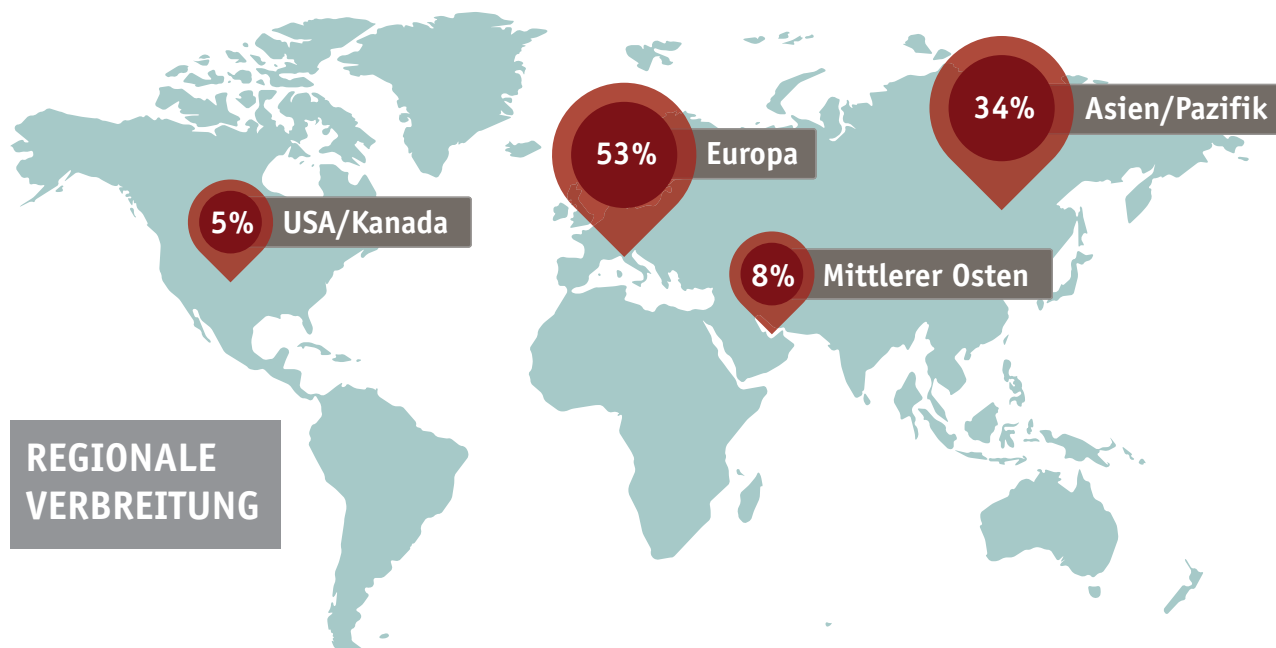 34% Asien/Pazifik
53% Europa
5% USA/Kanada
8% Mittlerer Osten
REGIONALE
VERBREITUNG